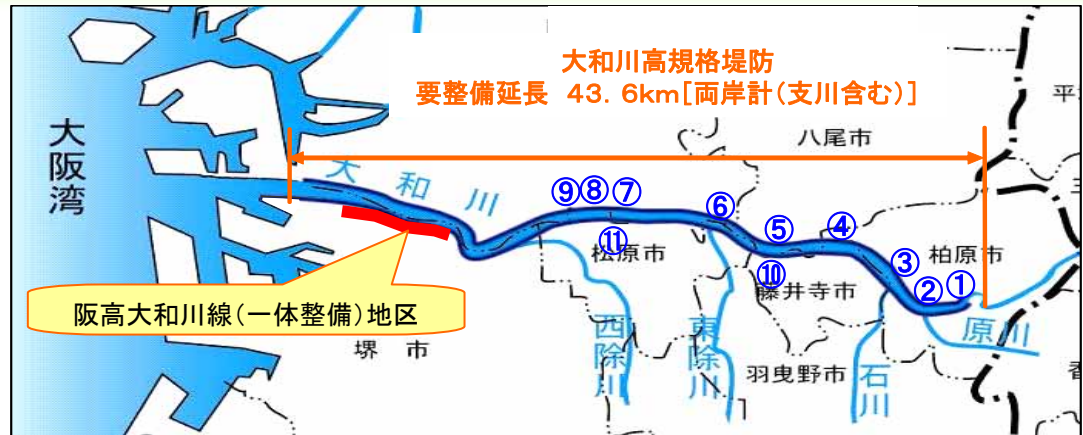 大和川高規格堤防
要整備延長 43.6km[両岸計(支川含む)]
大阪湾
八尾市
平
大和川
⑨⑧⑦
⑥
⑤
④
⑪
松原市
⑩
藤井寺市
③
柏原市
②
①
阪高大和川線(一体整備)地区
堺市
西除川
東除川
羽曳野市
石川
原川